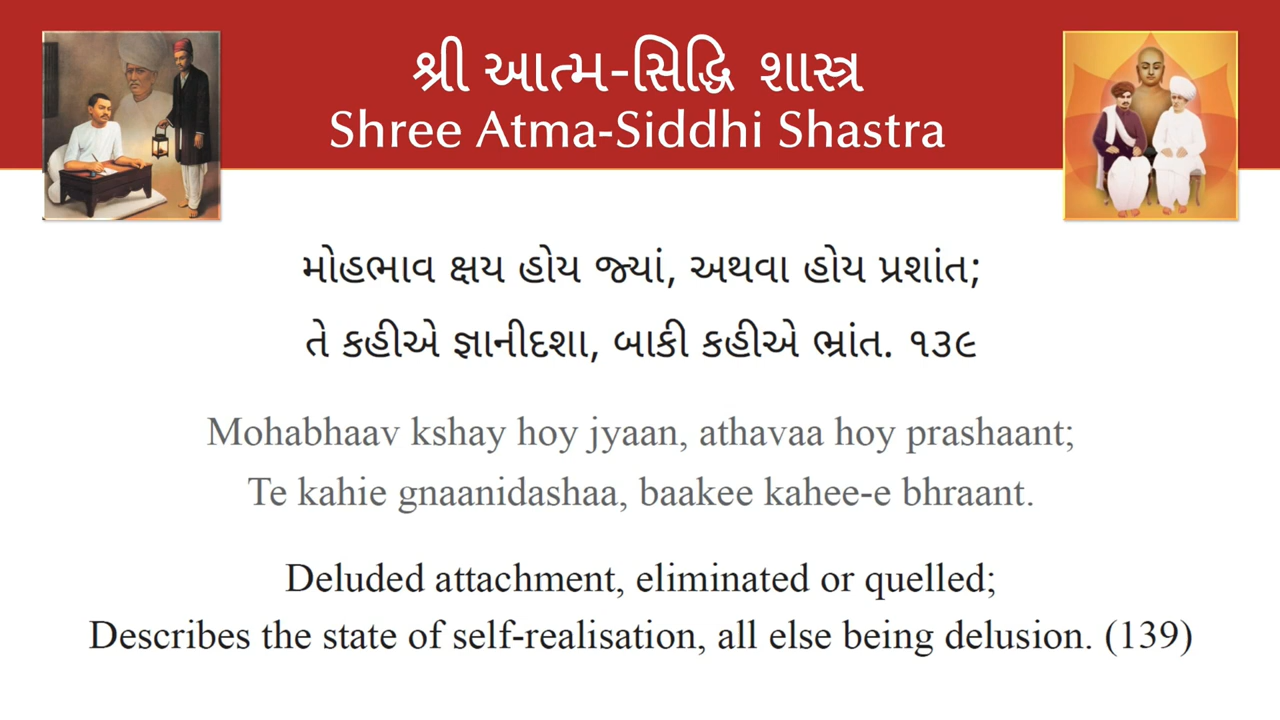 શ્રી આત્મ-સિદ્ધિ શાસ્ત્ર
Shree Atma-Siddhi Shastra
મોહભાવ ક્ષય હોય જ્યાં, અથવા હોય પ્રશાંત;
તે કહીએ જ્ઞાનીદશા, બાકી કહીએ ભ્રાંત. ૧૩૯
Mohabhaav kshay hoy jyaan, athavaa hoy prashaant;
Te kahie gnaanidashaa, baakee kahee-e bhraant.
Deluded attachment, eliminated or quelled;
Describes the state of self-realisation, all else being delusion. (139)